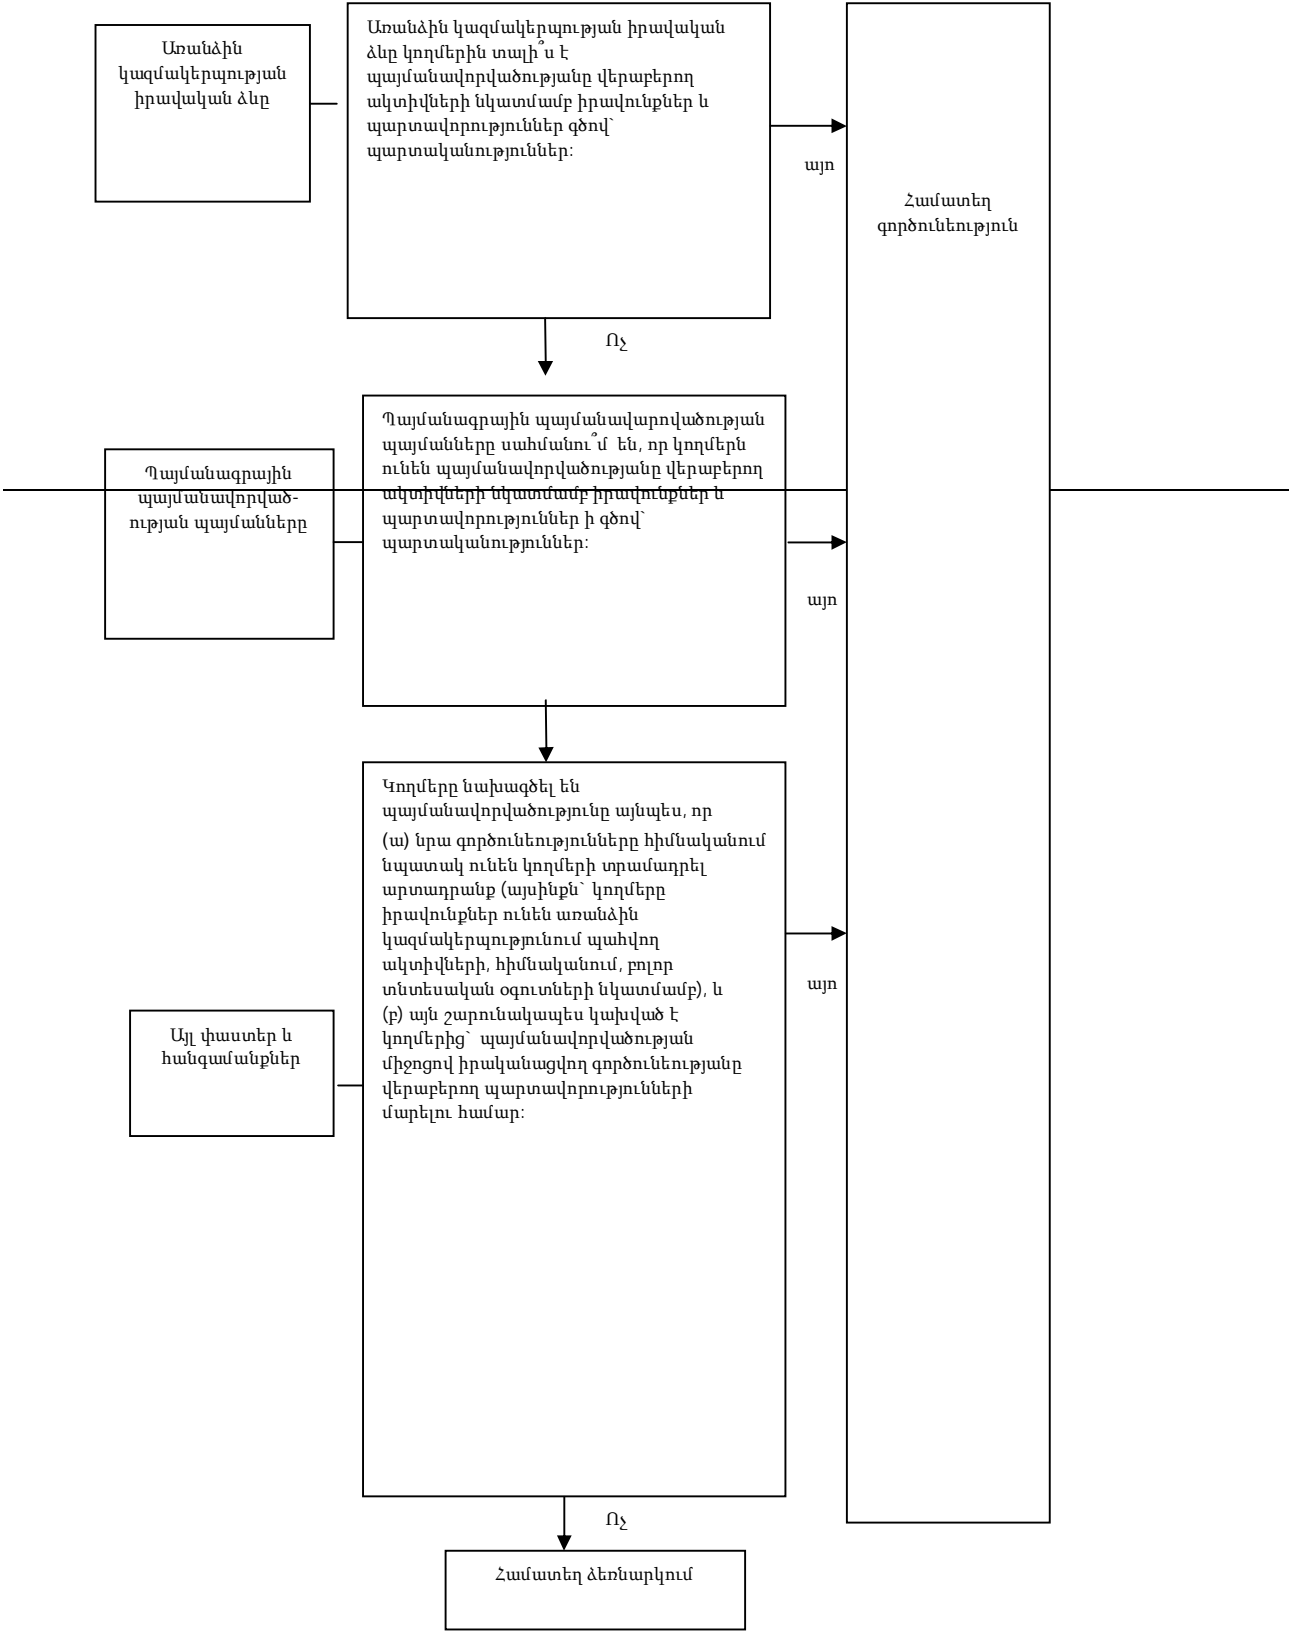 Առանձին
կազմակերպության
իրավական ձևը
Առանձին կազմակերպության իրավական
ձևը կողմերին տալի՞ս է
պայմանավորվածությանը վերաբերող
ակտիվների նկատմամբ իրավունքներ և
պարտավորություններ գծով՝
պարտականություններ:
այո
Համատեղ
գործունեություն
Ոչ
Պայմանագրային
պայմանավորված-
ության պայմանները
Պայմանագրային պայմանավարովածության
պայմանները սահմանու՞մ են, որ կողմերն
ունեն պայմանավորվածությանը վերաբերող
ակտիվների նկատմամբ իրավունքներ և
պարտավորություններ ի գծով՝
պարտականություններ:
այո
Կողմերը նախագծել են
պայմանավորվածությունը այնպես, որ
(ա) նրա գործունեությունները հիմնականում
նպատակ ունեն կողմերի տրամադրել
արտադրանք (այսինքն՝ կողմերը
իրավունքներ ունեն առանձին
կազմակերպությունում պահվող
ակտիվների, հիմնականում, բոլոր
տնտեսական օգուտների նկատմամբ), և
(բ) այն շարունակապես կախված է
կողմերից՝ պայմանավորվածության
միջոցով իրականացվող գործունեությանը
վերաբերող պարտավորությունների
մարելու համար:
այո
Այլ փաստեր և
հանգամանքներ
Ոչ
Համատեղ ձեռնարկում